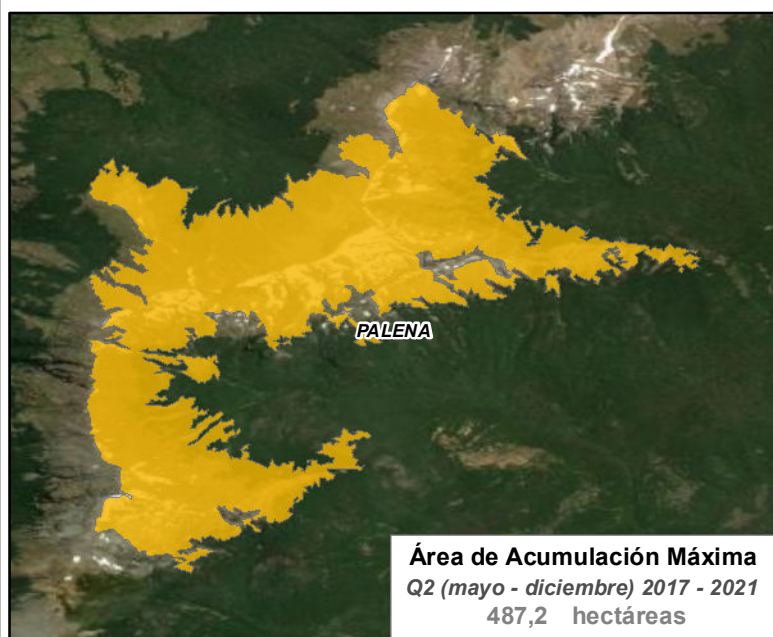 PALENA
Área de Acumulación Máxima
Q2 (mayo - diciembre) 2017 - 2021
487,2 hectáreas